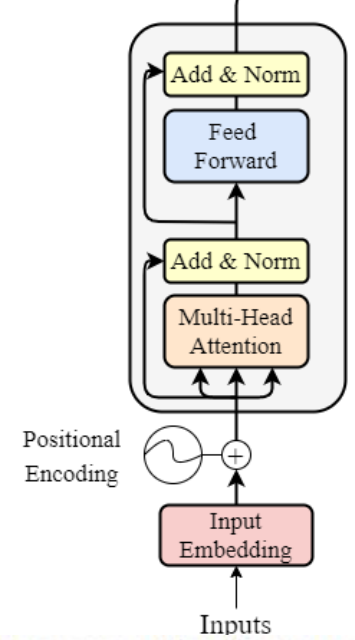 Add & Norm
Feed
Forward
Add & Norm
Multi-Head
Attention
Positional
Encoding
+
Input
Embedding
Inputs